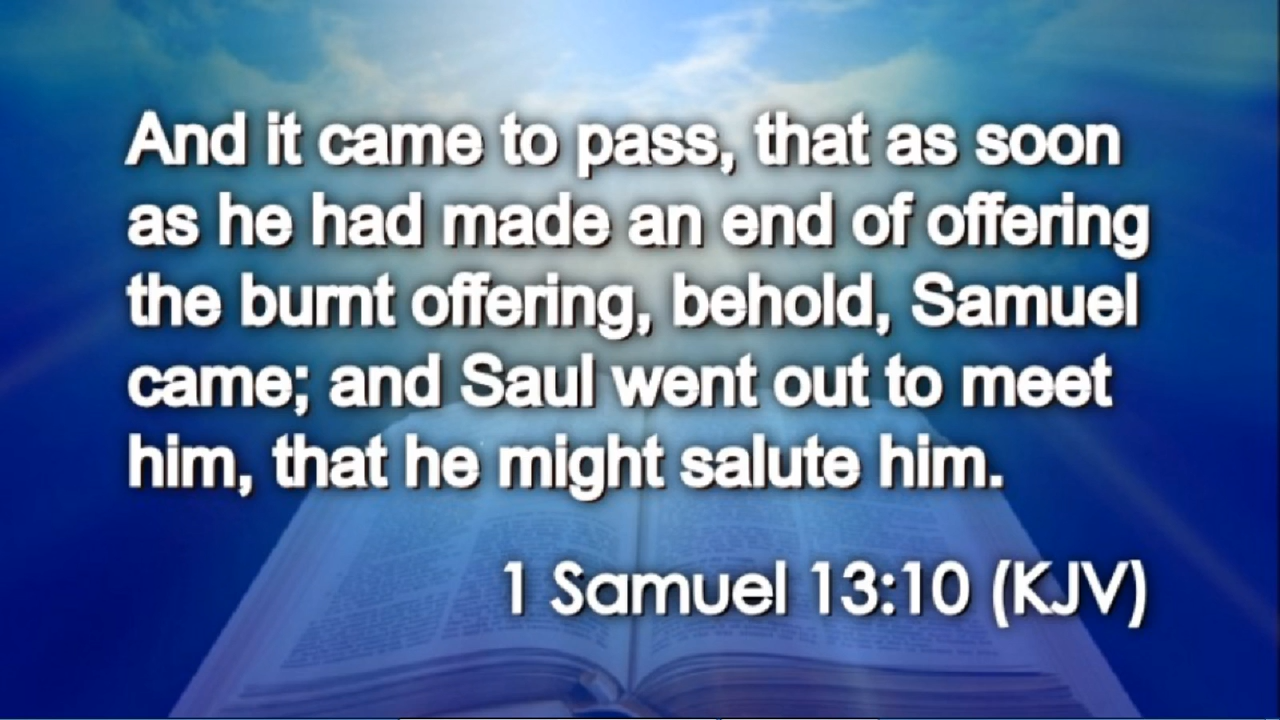 And it came to pass, that as soon
as he had made an end of offering
the burnt offering, behold, Samuel
came; and Saul went out to meet
him, that he might salute him.
1 Samuel 13:10 (KJV)